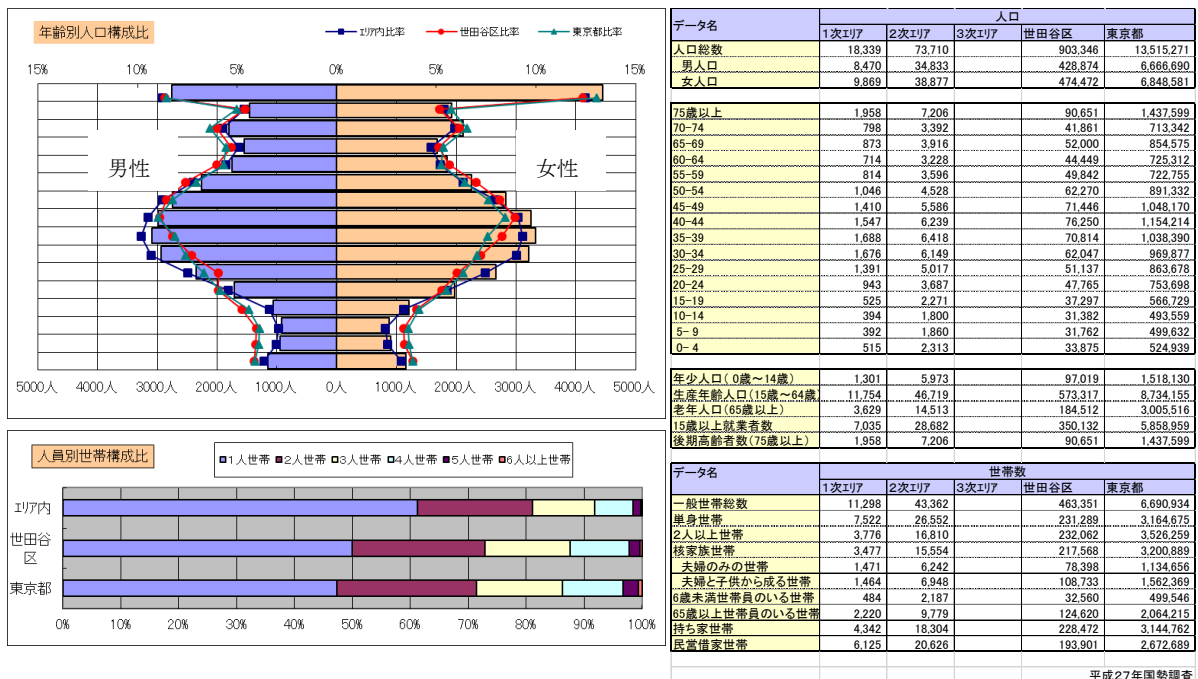 年齢別人口構成比
エリア内比率 世田谷区比率 東京都比率
15% 10% 5% 0% 5% 10% 15%
男性 女性
5000人 4000人 3000人 2000人 1000人 0人 1000人 2000人 3000人 4000人 5000人
人員別世帯構成比
1人世帯 2人世帯 3人世帯 4人世帯 5人世帯 6人以上世帯
エリア内
世田谷区
東京都
0% 10% 20% 30% 40% 50% 60% 70% 80% 90% 100%
データ名 人口
1次エリア 2次エリア 3次エリア 世田谷区 東京都
人口総数 18,339 73,710 903,346 13,515,271
男人口 8,470 34,833 428,874 6,666,690
女人口 9,869 38,877 474,472 6,848,581
75歳以上 1,958 7,206 90,651 1,437,599
70-74 798 3,392 41,861 713,342
65-69 873 3,916 52,000 854,575
60-64 714 3,228 44,449 725,312
55-59 814 3,596 49,842 722,755
50-54 1,046 4,528 62,270 891,332
45-49 1,410 5,586 71,446 1,048,170
40-44 1,547 6,239 76,250 1,154,214
35-39 1,688 6,418 70,814 1,038,390
30-34 1,676 6,149 62,047 969,877
25-29 1,391 5,017 51,137 863,678
20-24 943 3,687 47,765 753,698
15-19 525 2,271 37,297 566,729
10-14 394 1,800 31,382 493,559
5- 9 392 1,860 31,762 499,632
0- 4 515 2,313 33,875 524,939
年少人口( 0歳～14歳) 1,301 5,973 97,019 1,518,130
生産年齢人口(15歳～64歳) 11,754 46,719 573,317 8,734,155
老年人口(65歳以上) 3,629 14,513 184,512 3,005,516
15歳以上就業者数 7,035 28,682 350,132 5,858,959
後期高齢者数(75歳以上) 1,958 7,206 90,651 1,437,599
データ名 世帯数
1次エリア 2次エリア 3次エリア 世田谷区 東京都
一般世帯総数 11,298 43,362 463,351 6,690,934
単身世帯 7,522 26,552 231,289 3,164,675
2人以上世帯 3,776 16,810 232,062 3,526,259
核家族世帯 3,477 15,554 217,568 3,200,889
夫婦のみの世帯 1,471 6,242 78,398 1,134,656
夫婦と子供から成る世帯 1,464 6,948 108,733 1,562,369
6歳未満世帯員のいる世帯 484 2,187 32,560 499,546
65歳以上世帯員のいる世帯 2,220 9,779 124,620 2,064,215
持ち家世帯 4,342 18,304 228,472 3,144,762
民営借家世帯 6,125 20,626 193,901 2,672,689
平成27年国勢調査